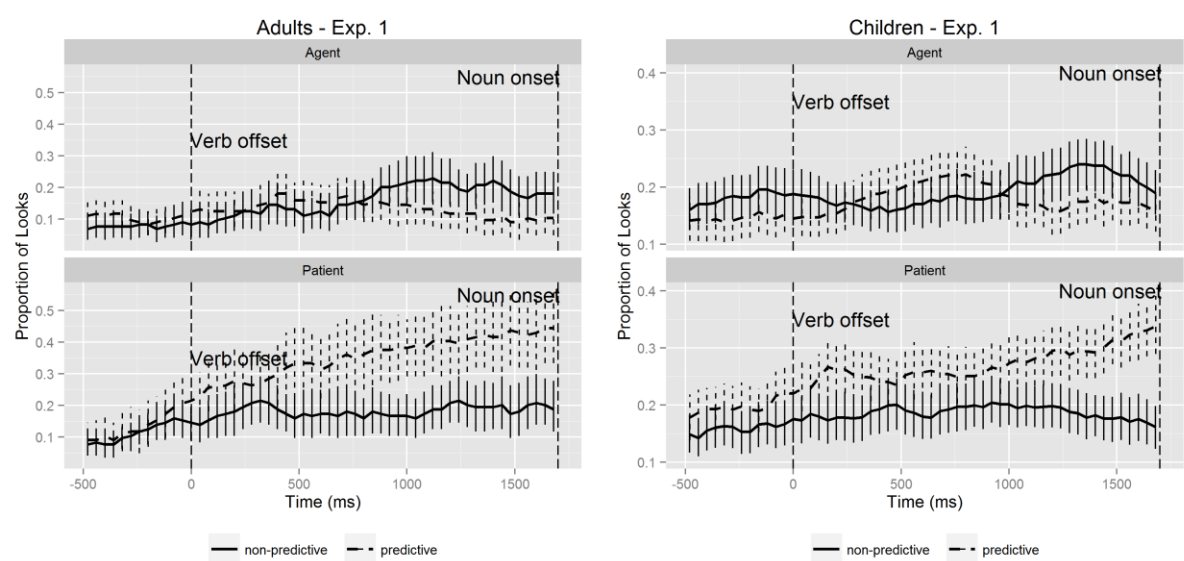 Adults - Exp. 1
Agent
Noun onset
Verb offset
0.5
0.4
0.3
0.2
0.1
Patient
Noun onset
Verb offset
0.5
0.4
0.3
0.2
0.1
Proportion of Looks
-500 0 500 1000 1500
Time (ms)
non-predictive predictive
Children - Exp. 1
Agent
Noun onset
Verb offset
0.4
0.3
0.2
0.1
Patient
Noun onset
Verb offset
0.4
0.3
0.2
0.1
Proportion of Looks
-500 0 500 1000 1500
Time (ms)
non-predictive predictive